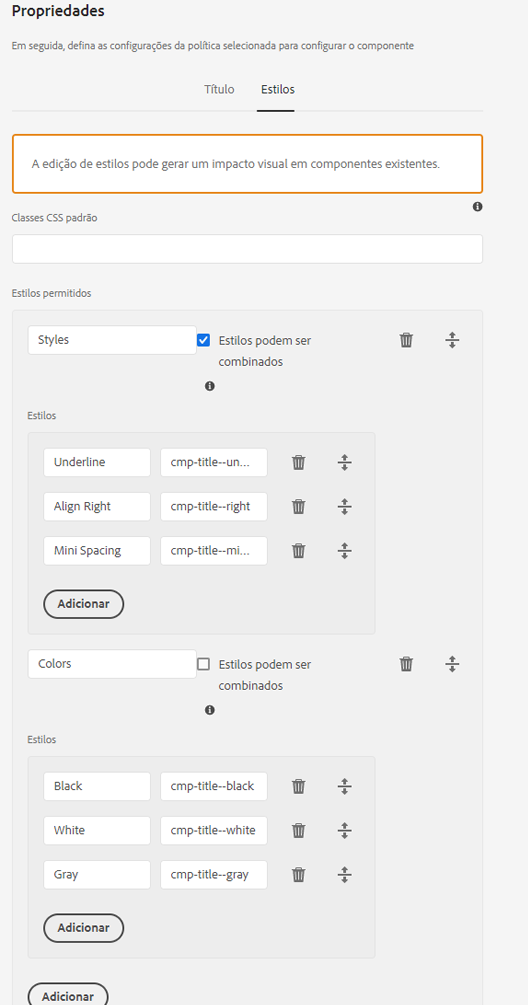 Propriedades
Em seguida, defina as configurações da política selecionada para configurar o componente
Título Estilos
A edição de estilos pode gerar um impacto visual em componentes existentes.
Classes CSS padrão
Estilos permitidos
Styles Estilos podem ser
combinados
Estilos
Underline cmp-title--un...
Align Right cmp-title--right
Mini Spacing cmp-title--mi...
Adicionar
Colors Estilos podem ser
combinados
Estilos
Black cmp-title--black
White cmp-title--white
Gray cmp-title--gray
Adicionar
Adicionar